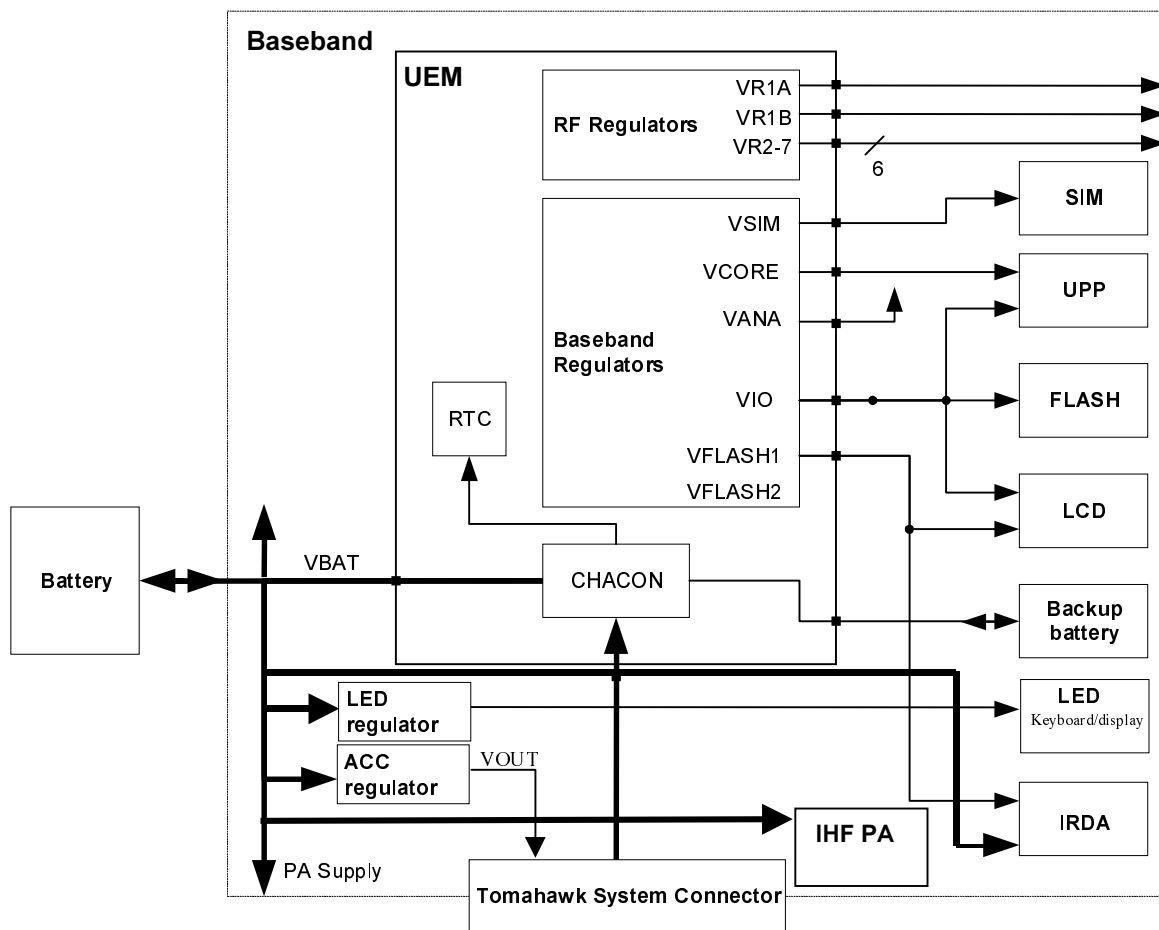 Baseband
UEM
VR1A
RF Regulators
VR1B
VR2-7
6
SIM
VSIM
VCORE
UPP
VANA
Baseband
Regulators
VIO
FLASH
RTC
VFLASH1
VFLASH2
LCD
VBAT
Battery
CHACON
Backup
battery
LED
regulator
LED
Keyboard/display
ACC
regulator
VOUT
IHF PA
IRDA
PA Supply
Tomahawk System Connector